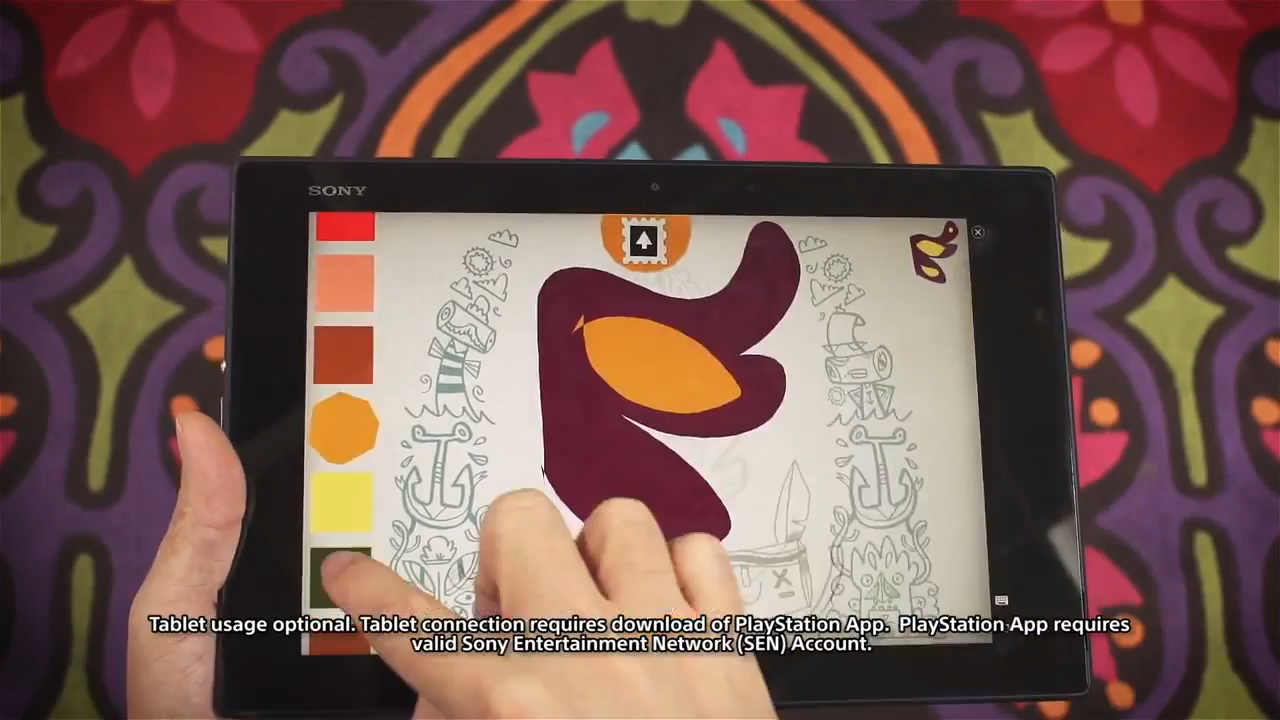 SONY
Tablet usage optional. Tablet connection requires download of PlayStation App. PlayStation App requires
valid Sony Entertainment Network (SEN) Account.